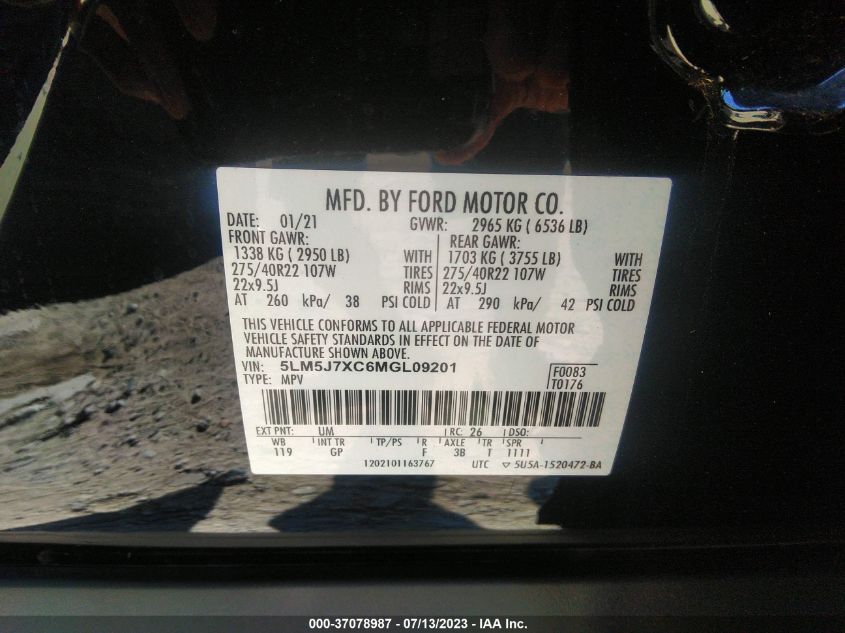 MFD. BY FORD MOTOR CO.
DATE: 01/21 GVWR: 2965 KG ( 6536 LB)
FRONT GAWR: REAR GAWR:
1338 KG ( 2950 LB) WITH 1703 KG ( 3755 LB) WITH
275/40R22 107W TIRES 275/40R22 107W TIRES
22x9.5J RIMS 22x9.5J RIMS
AT 260 kPa/ 38 PSI COLD AT 290 kPa/ 42 PSI COLD
THIS VEHICLE CONFORMS TO ALL APPLICABLE FEDERAL MOTOR
VEHICLE SAFETY STANDARDS IN EFFECT ON THE DATE OF
MANUFACTURE SHOWN ABOVE.
VIN: 5LM5J7XC6MGL09201 F0083
TYPE: MPV T0176
EXT PNT: UM RC: 26 DSO:
WB INT TR TP/PS R AXLE TR SPR
119 GP F 3B T 1111
1202101163767 UTC ▽ 5U5A-1520472-BA
000-37078987 - 07/13/2023 - IAA Inc.